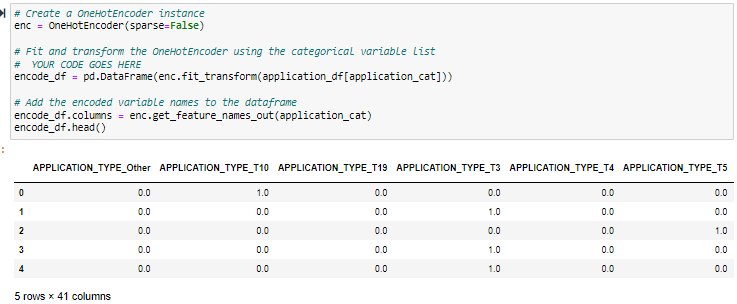 # Create a OneHotEncoder instance
enc = OneHotEncoder(sparse=False)
# Fit and transform the OneHotEncoder using the categorical variable list
# YOUR CODE GOES HERE
encode_df = pd.DataFrame(enc.fit_transform(application_df[application_cat]))
# Add the encoded variable names to the dataframe
encode_df.columns = enc.get_feature_names_out(application_cat)
encode_df.head()
:
APPLICATION_TYPE_Other APPLICATION_TYPE_T10 APPLICATION_TYPE_T19 APPLICATION_TYPE_T3 APPLICATION_TYPE_T4 APPLICATION_TYPE_T5
0 0.0 1.0 0.0 0.0 0.0 0.0
1 0.0 0.0 0.0 1.0 0.0 0.0
2 0.0 0.0 0.0 0.0 0.0 1.0
3 0.0 0.0 0.0 1.0 0.0 0.0
4 0.0 0.0 0.0 1.0 0.0 0.0
5 rows × 41 columns